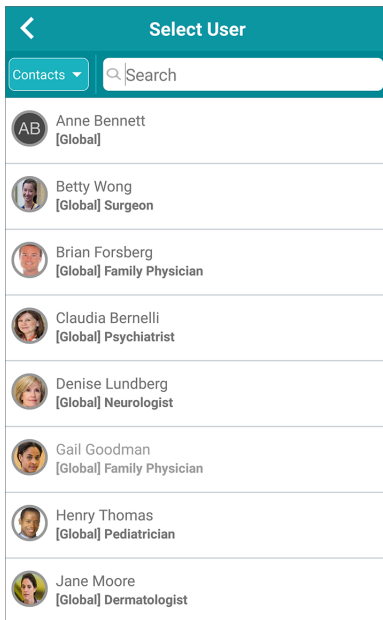 Select User
Contacts
Search
AB
Anne Bennett
[Global]
Betty Wong
[Global] Surgeon
Brian Forsberg
[Global] Family Physician
Claudia Bernelli
[Global] Psychiatrist
Denise Lundberg
[Global] Neurologist
Gail Goodman
[Global] Family Physician
Henry Thomas
[Global] Pediatrician
Jane Moore
[Global] Dermatologist